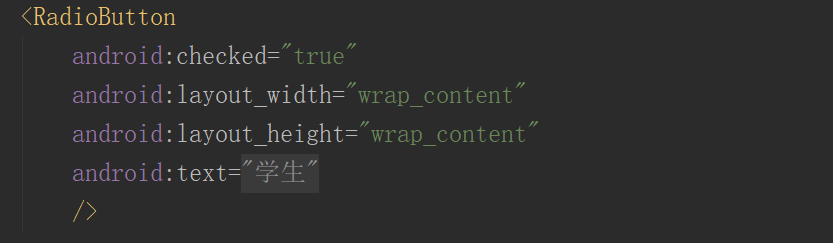 <RadioButton
android:checked="true"
android:layout_width="wrap_content"
android:layout_height="wrap_content"
android:text="学生"
/>